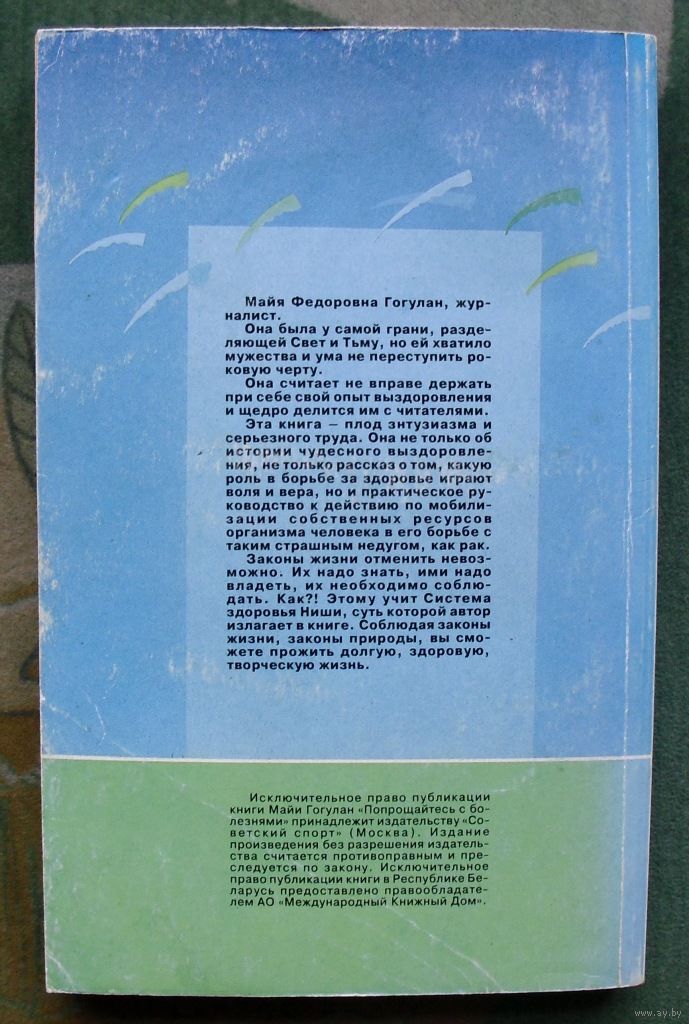 Майя Федоровна Гогулан, жур-
налист.
Она была у самой грани, разде-
ляющей Свет и Тьму, но ей хватило
мужества и ума не переступить ро-
ковую черту.
Она считает не вправе держать
при себе свой опыт выздоровления
и щедро делится им с читателями.
Эта книга – плод энтузиазма и
серьезного труда. Она не только об
истории чудесного выздоровле-
ния, не только рассказ о том, какую
роль в борьбе за здоровье играют
воля и вера, но и практическое ру-
ководство к действию по мобили-
зации собственных ресурсов
организма человека в его борьбе с
таким страшным недугом, как рак.
Законы жизни отменить невоз-
можно. Их надо знать, ими надо
владеть, их необходимо соблю-
дать. Как?! Этому учит Система
здоровья Ниши, суть которой автор
излагает в книге. Соблюдая законы
жизни, законы природы, вы смо-
жете прожить долгую, здоровую,
творческую жизнь.
Исключительное право публикации
книги Майи Гогулан «Попрощайтесь с бо-
лезнями» принадлежит издательству «Со-
ветский спорт» (Москва). Издание
произведения без разрешения издатель-
ства считается противоправным и пре-
следуется по закону. Исключительное
право публикации книги в Республике Бе-
ларусь предоставлено правообладате-
лем АО «Международный Книжный Дом».
www.ay.by